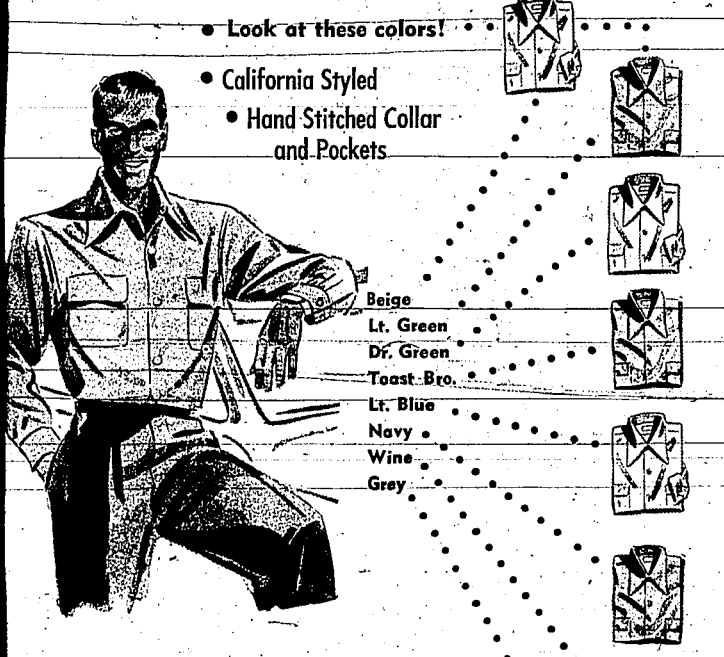 • Look at these colors!
• California Styled
• Hand Stitched Collar
and Pockets
Beige
Lt. Green
Dr. Green
Toast Bro.
Lt. Blue
Navy
Wine
Grey